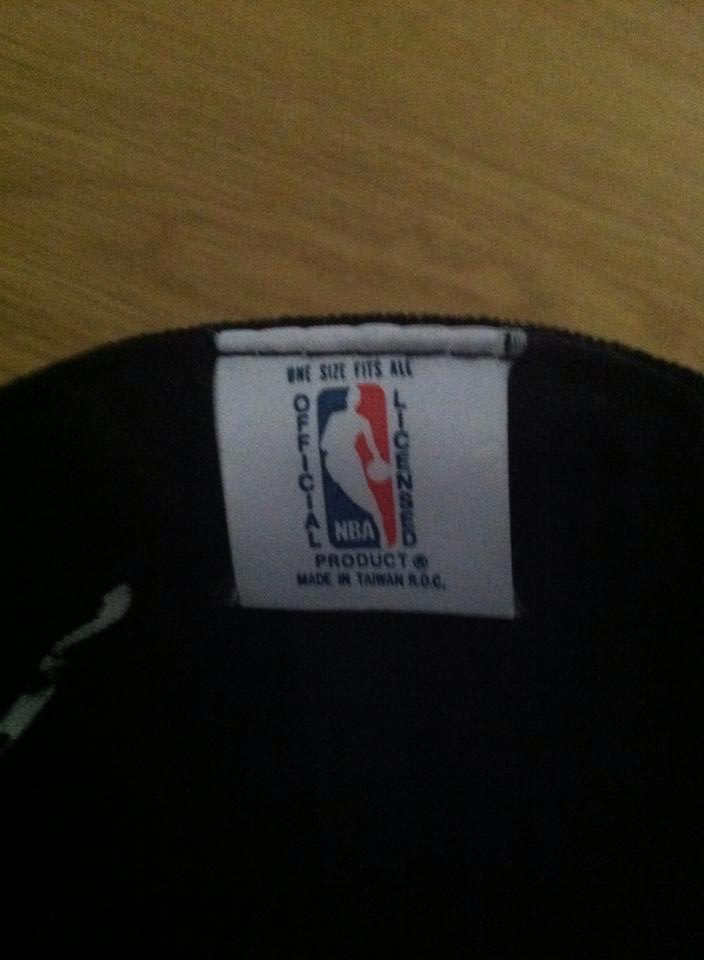 ONE SIZE FITS ALL
OFFICIAL
LICENSED
NBA
PRODUCT ®
MADE IN TAIWAN R.O.C.